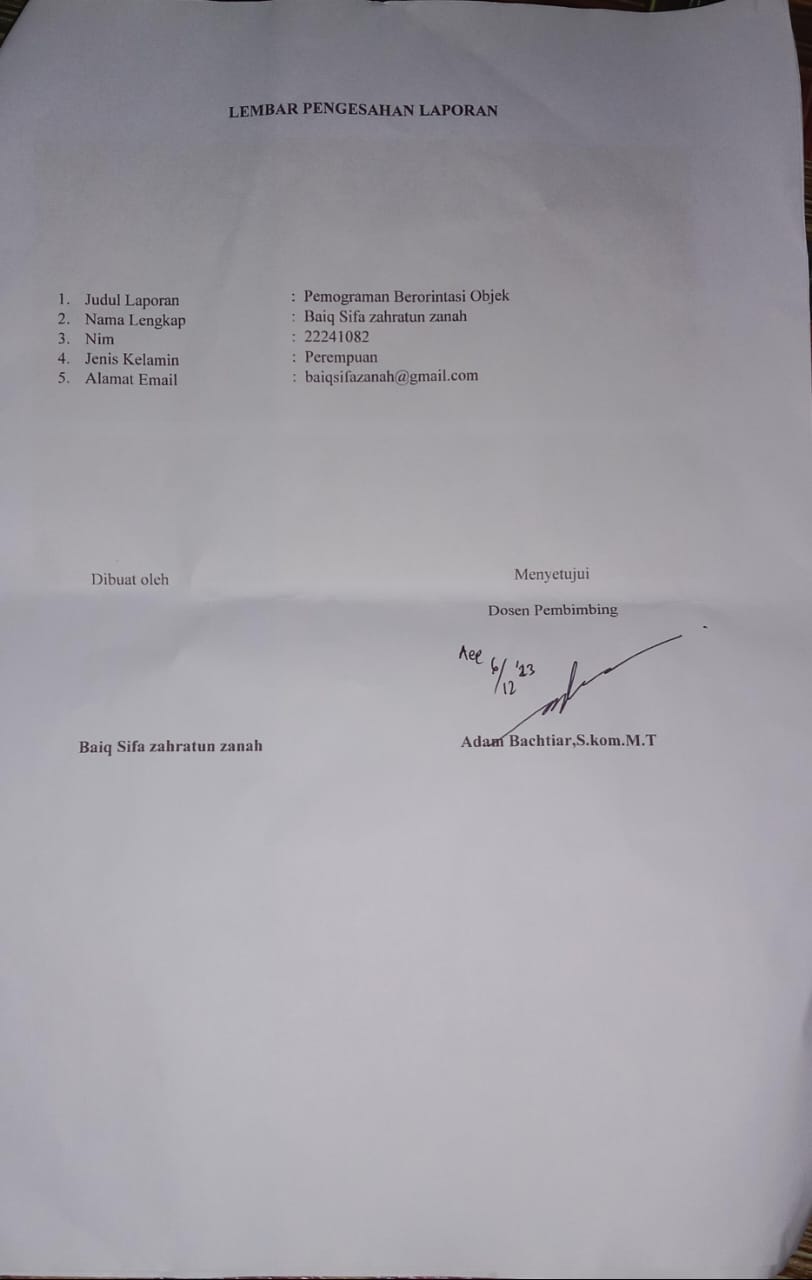 LEMBAR PENGESAHAN LAPORAN
1. Judul Laporan : Pemograman Berorintasi Objek
2. Nama Lengkap : Baiq Sifa zahratun zanah
3. Nim : 22241082
4. Jenis Kelamin : Perempuan
5. Alamat Email : baiqsifazanah@gmail.com
Dibuat oleh Menyetujui
Dosen Pembimbing
6/12 '23
Baiq Sifa zahratun zanah Adam Bachtiar,S.kom.M.T